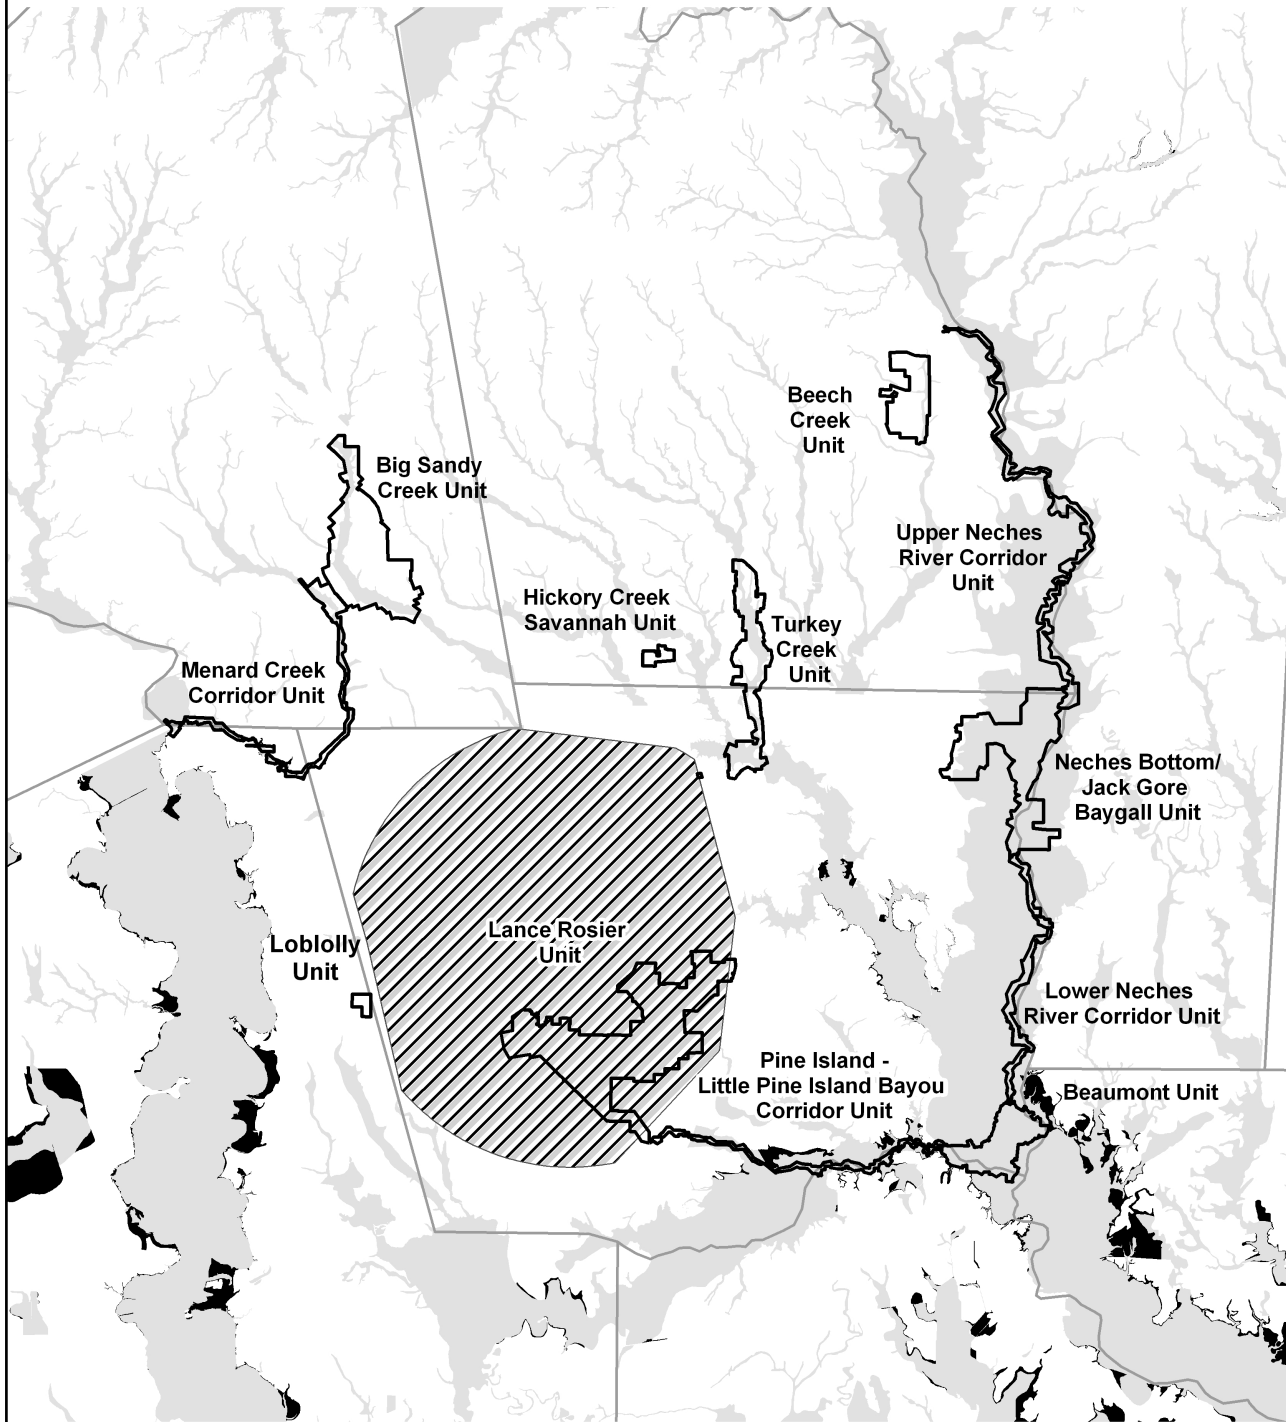 Beech
Creek
Unit
Big Sandy
Creek Unit
Upper Neches
River Corridor
Unit
Hickory Creek
Savannah Unit
Turkey
Creek
Unit
Menard Creek
Corridor Unit
Neches Bottom/
Jack Gore
Baygall Unit
Lance Rosier
Unit
Loblolly
Unit
Lower Neches
River Corridor Unit
Pine Island -
Little Pine Island Bayou
Corridor Unit
Beaumont Unit